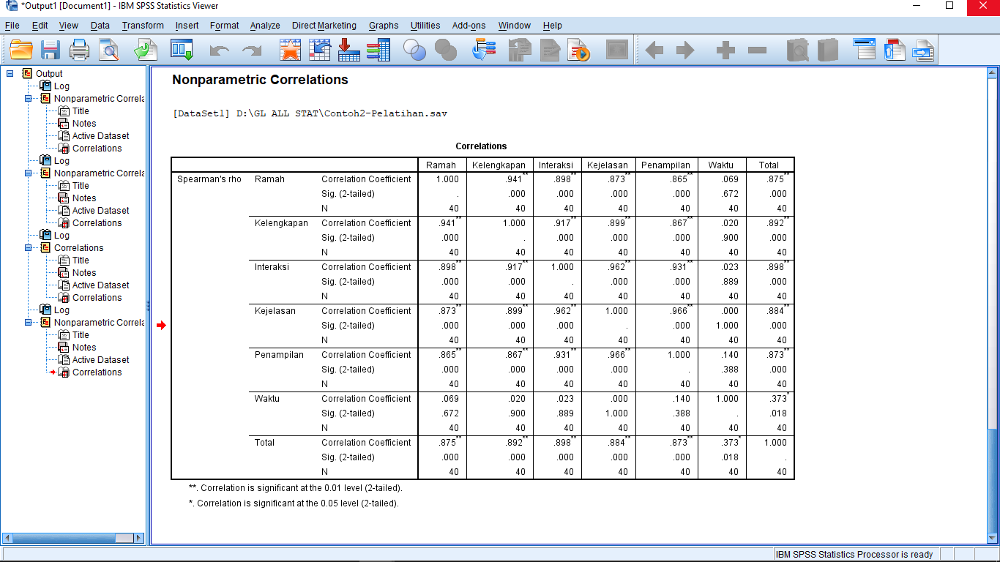 *Output1 [Document1] - IBM SPSS Statistics Viewer
File Edit View Data Transform Insert Format Analyze Direct Marketing Graphs Utilities Add-ons Window Help
Output
Log
Nonparametric Correla
Title
Notes
Active Dataset
Correlations
Log
Nonparametric Correla
Title
Notes
Active Dataset
Correlations
Log
Correlations
Title
Notes
Active Dataset
Correlations
Log
Nonparametric Correla
Title
Notes
Active Dataset
Correlations
Nonparametric Correlations
[DataSet1] D:\GL ALL STAT\Contoh2-Pelatihan.sav
Correlations
Ramah Kelengkapan Interaksi Kejelasan Penampilan Waktu Total
Spearman's rho Ramah Correlation Coefficient 1.000 .941** .898** .873** .865** .069 .875**
Sig. (2-tailed) . .000 .000 .000 .000 .672 .000
N 40 40 40 40 40 40 40
Kelengkapan Correlation Coefficient .941** 1.000 .917** .899** .867** .020 .892**
Sig. (2-tailed) .000 . .000 .000 .000 .900 .000
N 40 40 40 40 40 40 40
Interaksi Correlation Coefficient .898** .917** 1.000 .962** .931** .023 .898**
Sig. (2-tailed) .000 .000 . .000 .000 .889 .000
N 40 40 40 40 40 40 40
Kejelasan Correlation Coefficient .873** .899** .962** 1.000 .966** .000 .884**
Sig. (2-tailed) .000 .000 .000 . .000 1.000 .000
N 40 40 40 40 40 40 40
Penampilan Correlation Coefficient .865** .867** .931** .966** 1.000 .140 .873**
Sig. (2-tailed) .000 .000 .000 .000 . .388 .000
N 40 40 40 40 40 40 40
Waktu Correlation Coefficient .069 .020 .023 .000 .140 1.000 .373*
Sig. (2-tailed) .672 .900 .889 1.000 .388 . .018
N 40 40 40 40 40 40 40
Total Correlation Coefficient .875** .892** .898** .884** .873** .373* 1.000
Sig. (2-tailed) .000 .000 .000 .000 .000 .018 .
N 40 40 40 40 40 40 40
**. Correlation is significant at the 0.01 level (2-tailed).
*. Correlation is significant at the 0.05 level (2-tailed).
IBM SPSS Statistics Processor is ready